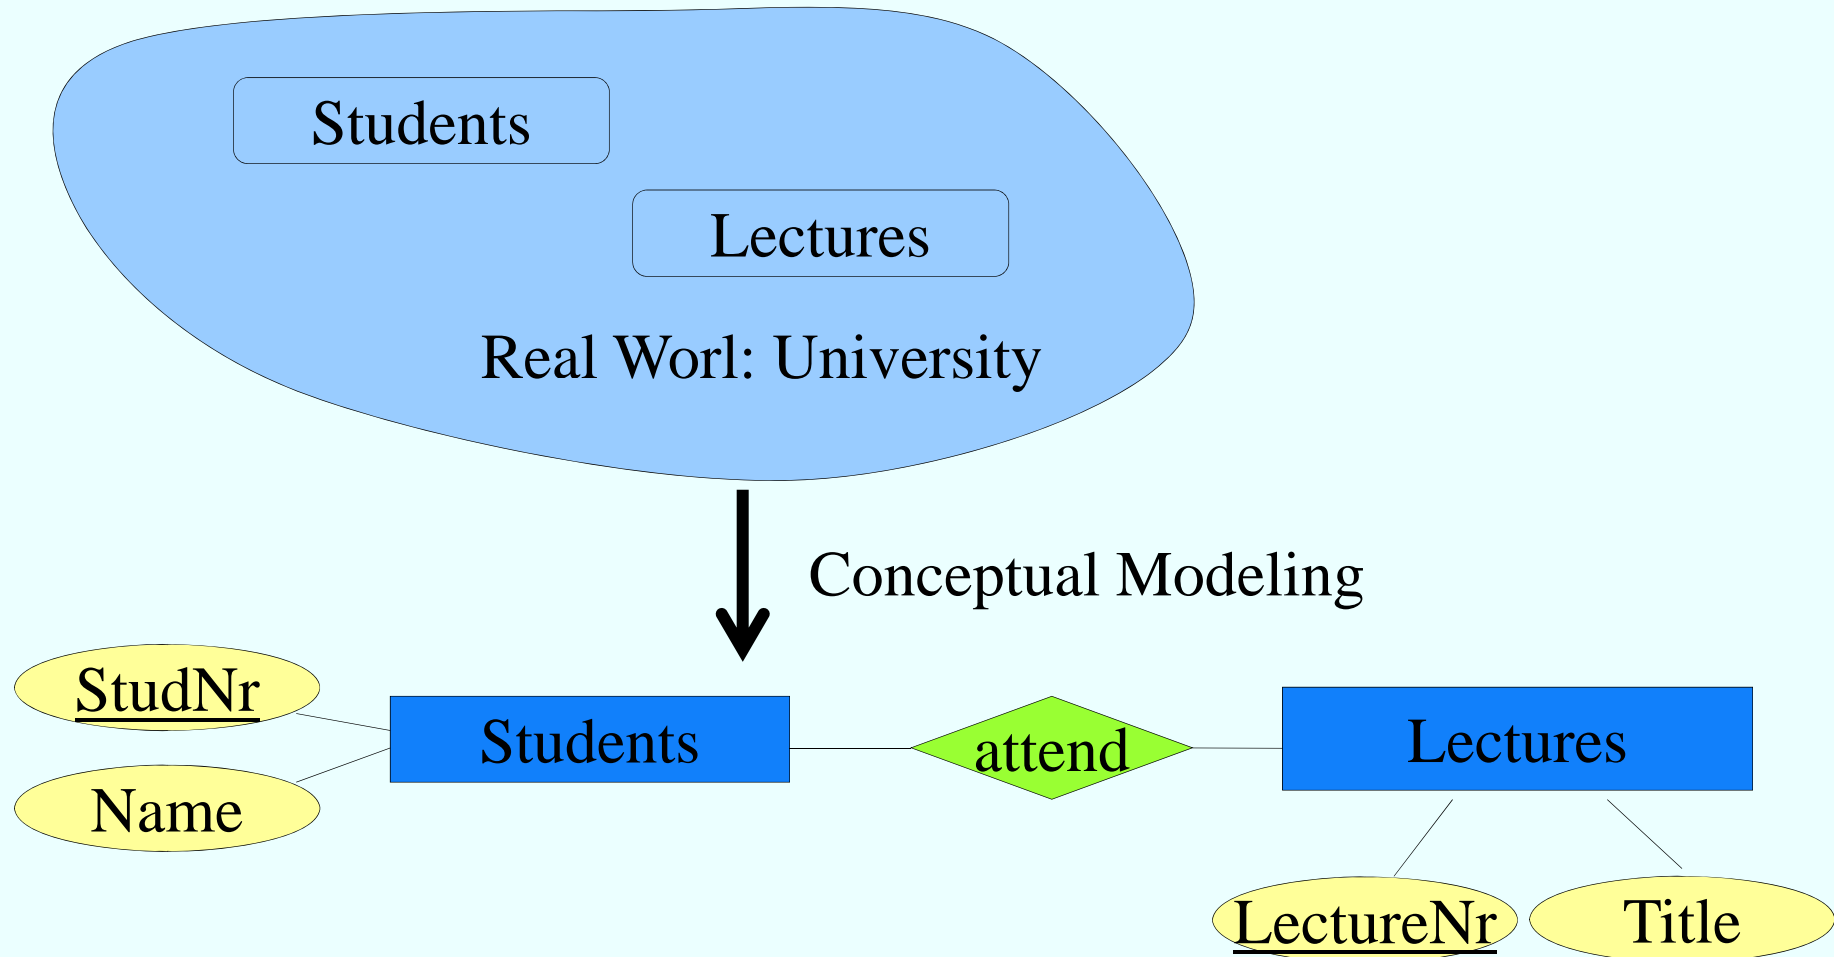 Students
Lectures
Real Worl: University
Conceptual Modeling
StudNr
Students
attend
Lectures
Name
LectureNr
Title